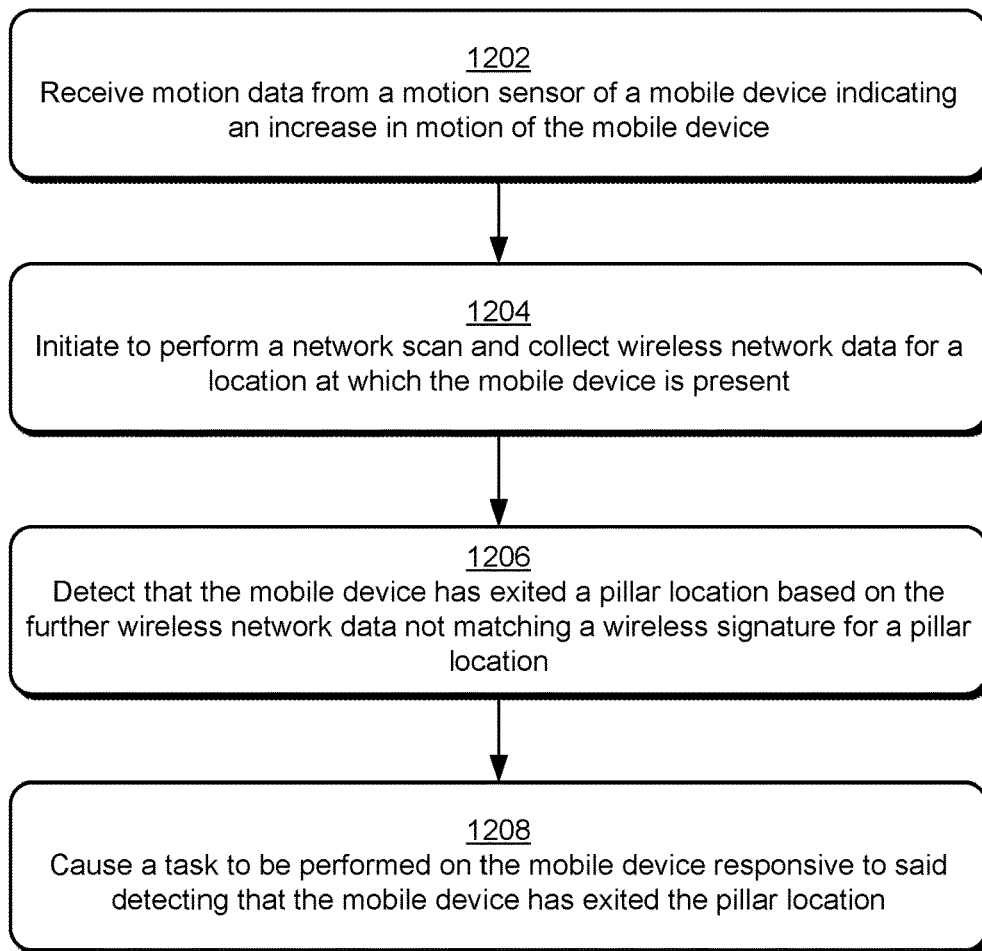 1202
Receive motion data from a motion sensor of a mobile device indicating
an increase in motion of the mobile device
1204
Initiate to perform a network scan and collect wireless network data for a
location at which the mobile device is present
1206
Detect that the mobile device has exited a pillar location based on the
further wireless network data not matching a wireless signature for a pillar
location
1208
Cause a task to be performed on the mobile device responsive to said
detecting that the mobile device has exited the pillar location